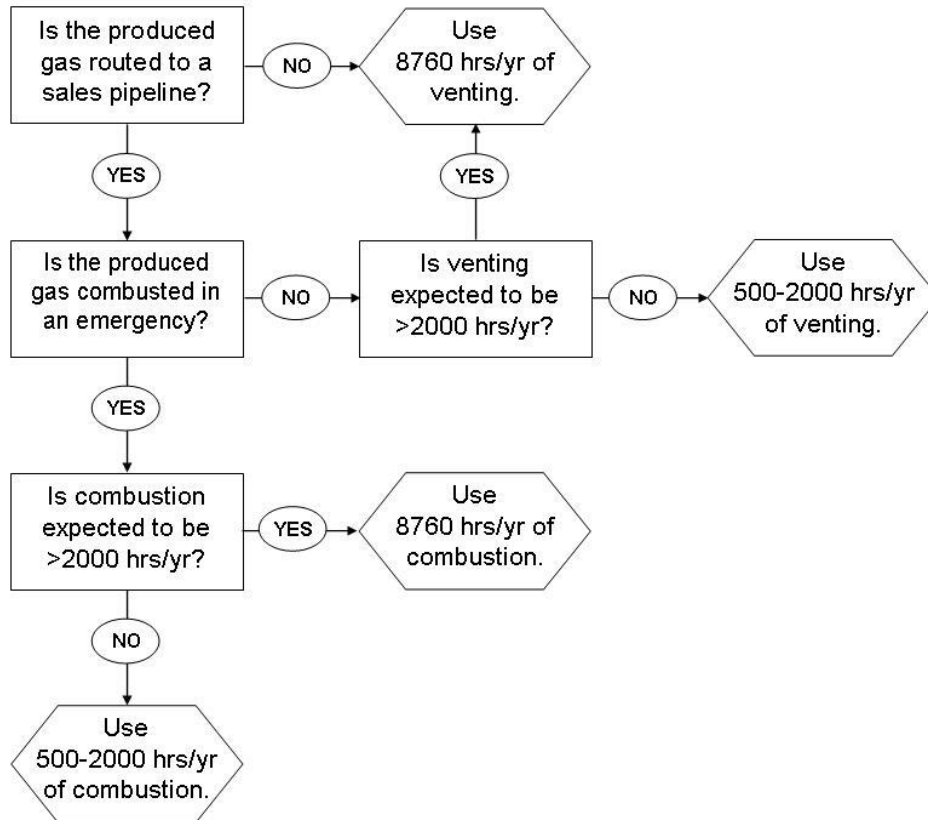 Is the produced
gas routed to a
sales pipeline?
NO
Use
8760 hrs/yr of
venting.
YES
YES
Is the produced
gas combusted in
an emergency?
NO
Is venting
expected to be
>2000 hrs/yr?
NO
Use
500-2000 hrs/yr
of venting.
YES
Is combustion
expected to be
>2000 hrs/yr?
YES
Use
8760 hrs/yr of
combustion.
NO
Use
500-2000 hrs/yr
of combustion.